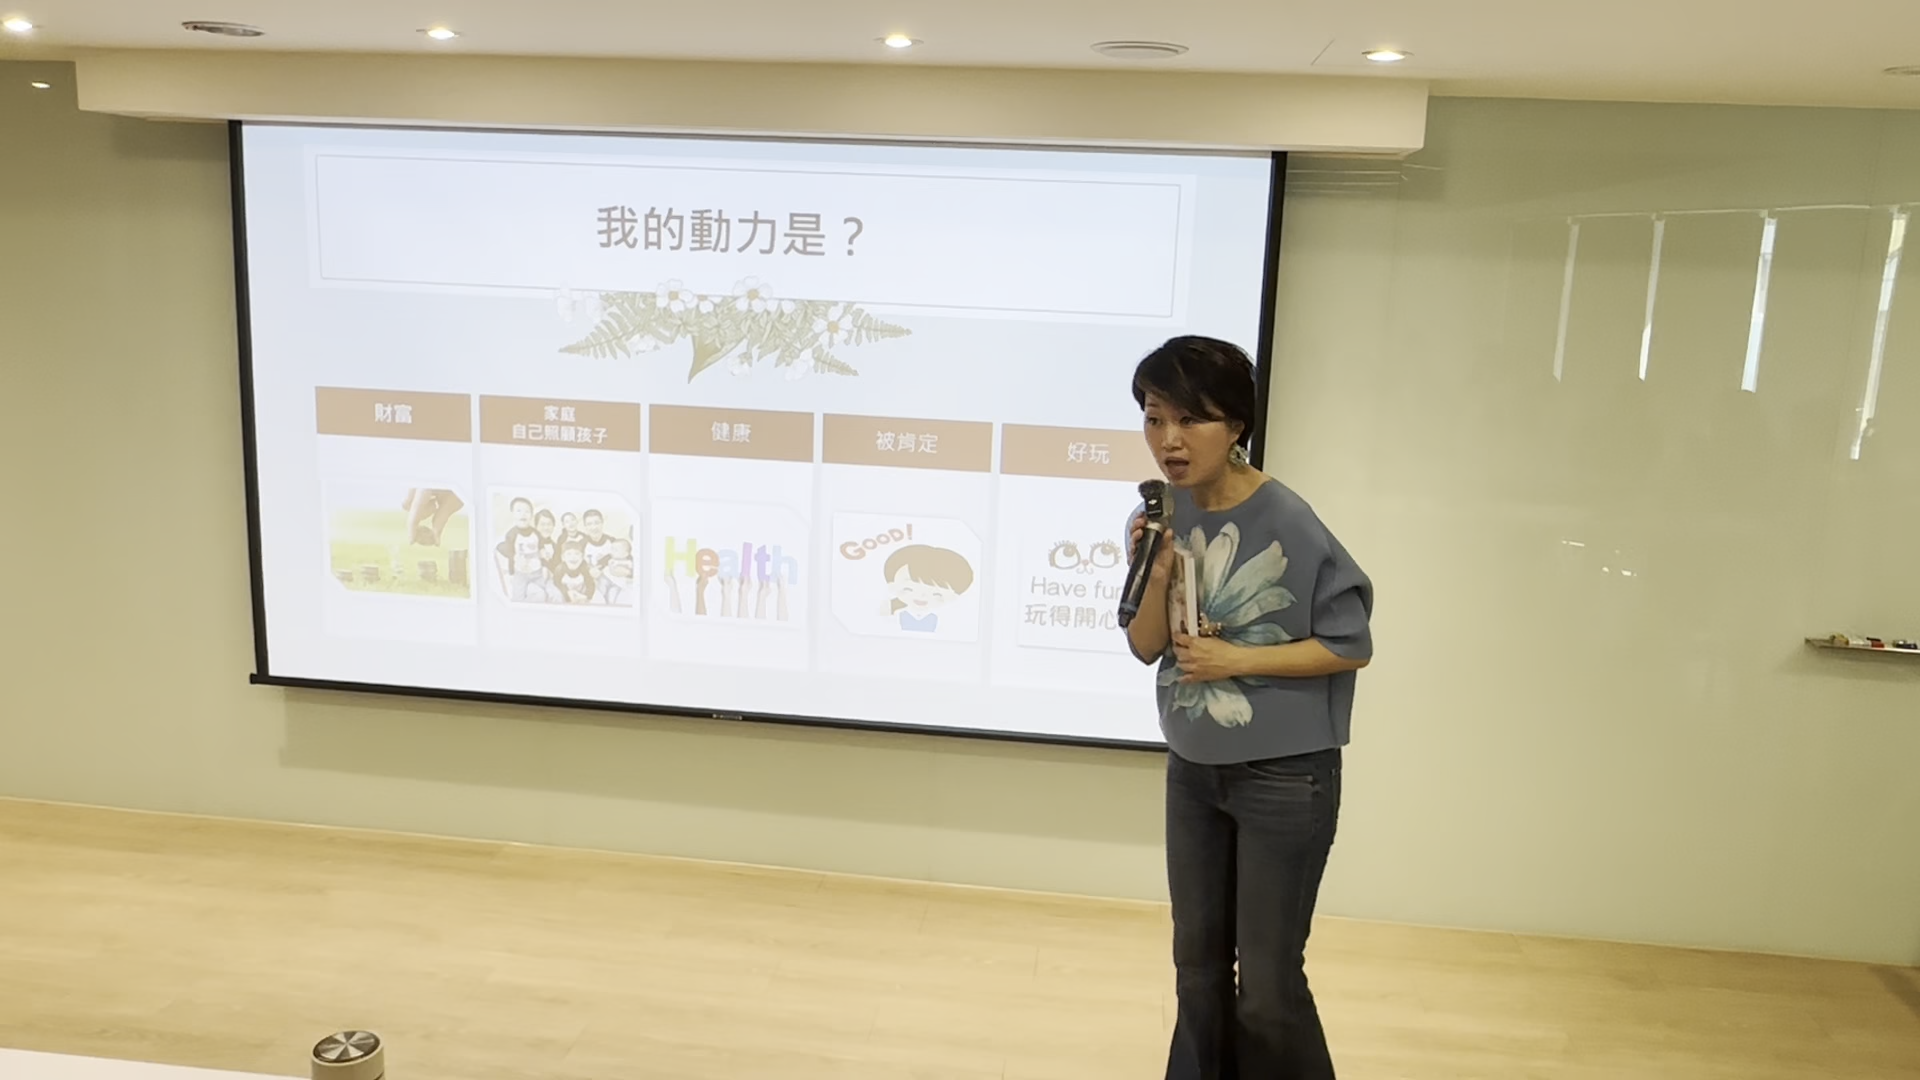 我的動力是？
財富
家庭
自己照顧孩子
健康
被肯定
好玩
Health
GOOD!
Have fun
玩得開心